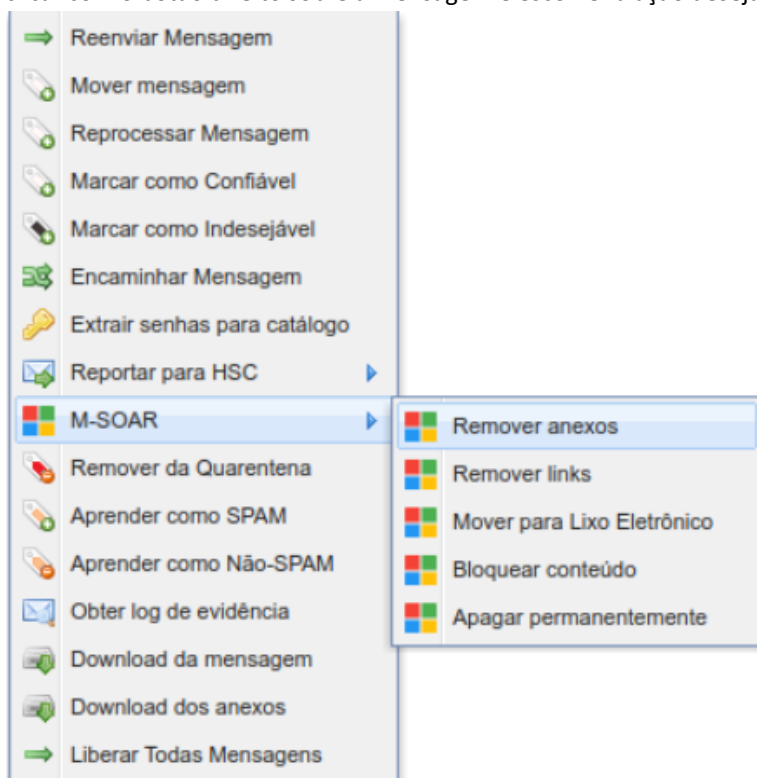 Reenviar Mensagem
Mover mensagem
Reprocessar Mensagem
Marcar como Confiável
Marcar como Indesejável
Encaminhar Mensagem
Extrair senhas para catálogo
Reportar para HSC
M-SOAR
Remover anexos
Remover da Quarentena
Remover links
Aprender como SPAM
Mover para Lixo Eletrônico
Aprender como Não-SPAM
Bloquear conteúdo
Obter log de evidência
Apagar permanentemente
Download da mensagem
Download dos anexos
Liberar Todas Mensagens